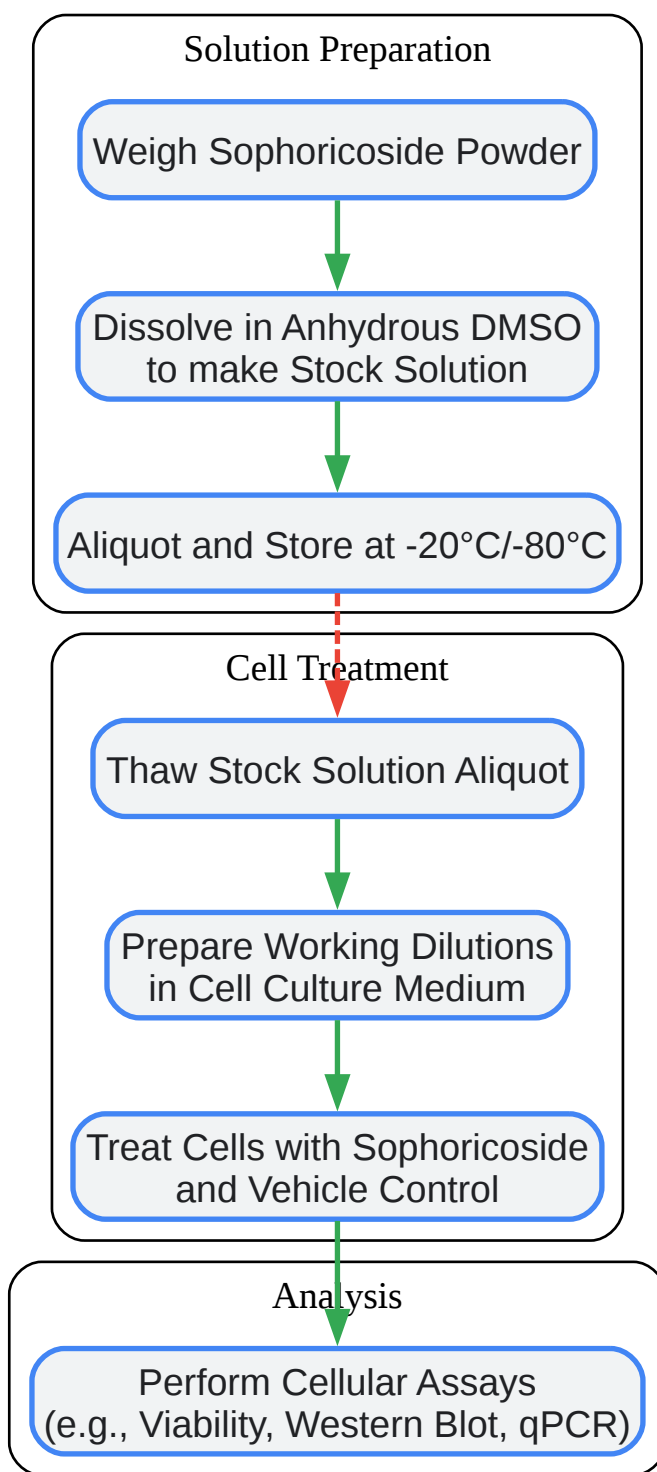 Solution Preparation
Weigh Sophoricoside Powder
Dissolve in Anhydrous DMSO
to make Stock Solution
Aliquot and Store at -20°C/-80°C
Cell Treatment
Thaw Stock Solution Aliquot
Prepare Working Dilutions
in Cell Culture Medium
Treat Cells with Sophoricoside
and Vehicle Control
Analysis
Perform Cellular Assays
(e.g., Viability, Western Blot, qPCR)